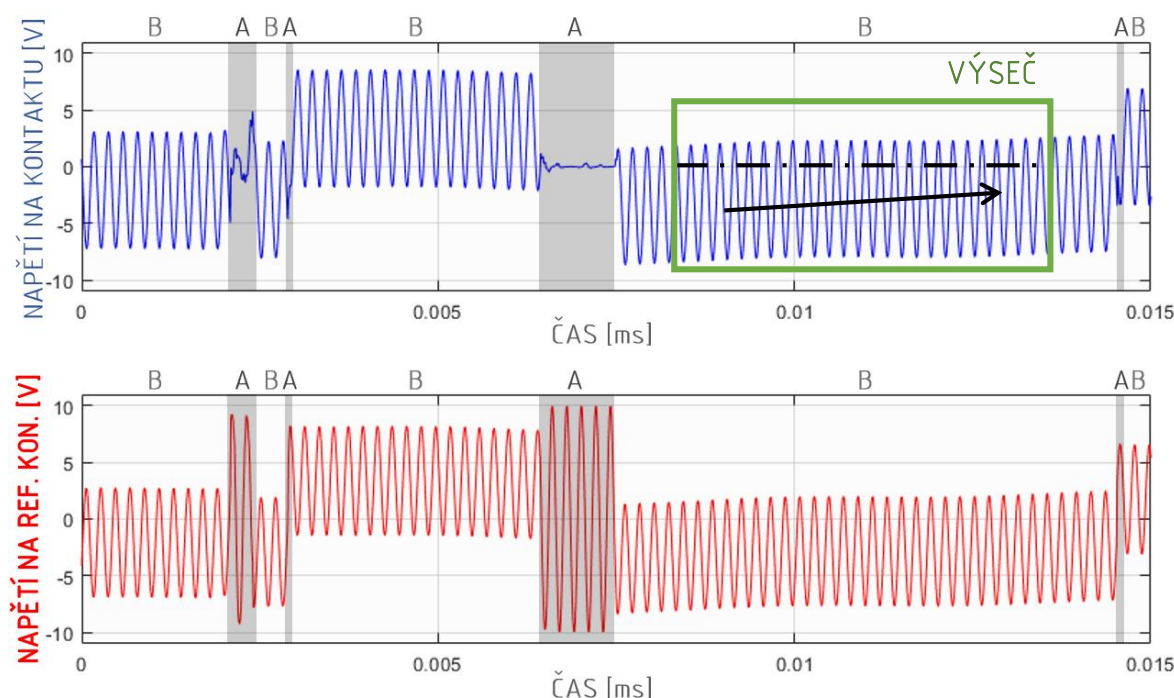 B A B A B A B A B
NAPĚTÍ NA KONTAKTU [V]
10
5
0
-5
-10
VÝSEČ
0 0.005 0.01 0.015
ČAS [ms]
B A B A B A B A B
NAPĚTÍ NA REF. KON. [V]
10
5
0
-5
-10
0 0.005 0.01 0.015
ČAS [ms]